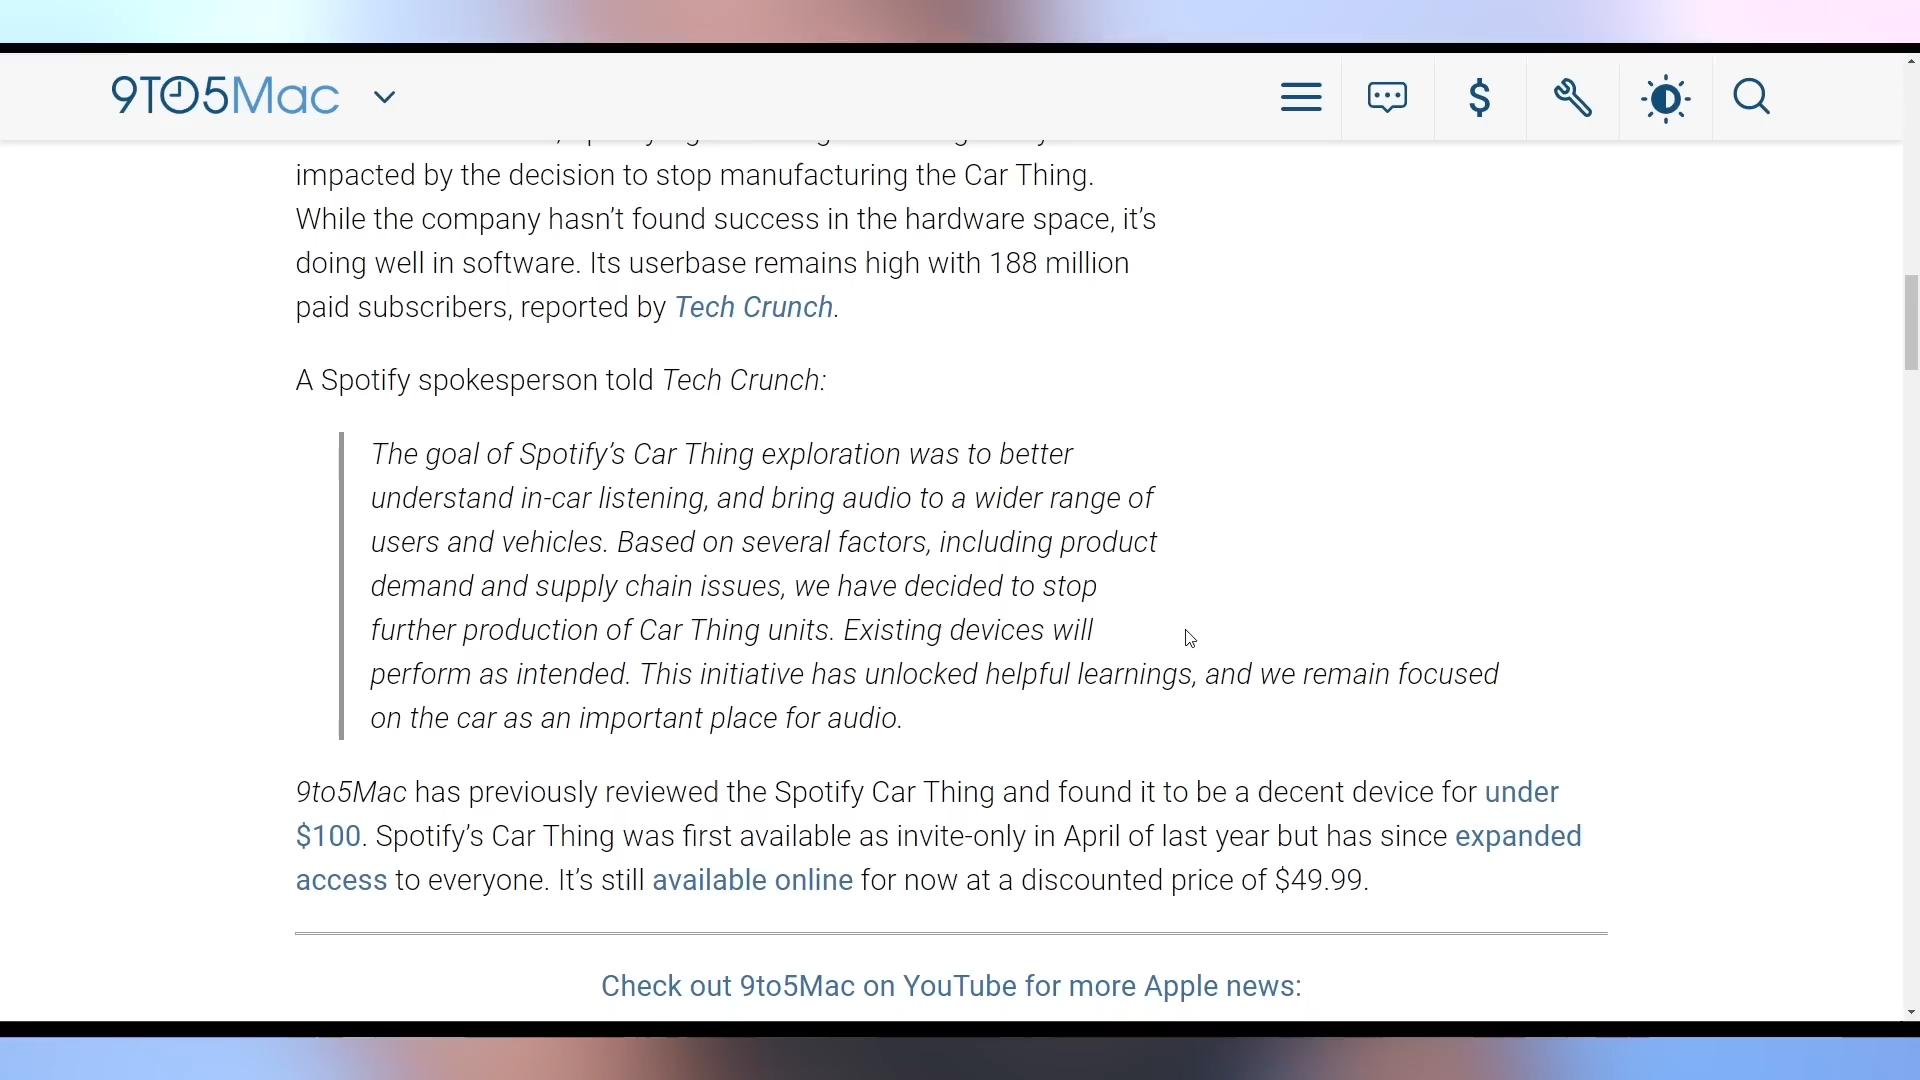 9TO5Mac
impacted by the decision to stop manufacturing the Car Thing.
While the company hasn’t found success in the hardware space, it’s
doing well in software. Its userbase remains high with 188 million
paid subscribers, reported by Tech Crunch.
A Spotify spokesperson told Tech Crunch:
The goal of Spotify’s Car Thing exploration was to better
understand in-car listening, and bring audio to a wider range of
users and vehicles. Based on several factors, including product
demand and supply chain issues, we have decided to stop
further production of Car Thing units. Existing devices will
perform as intended. This initiative has unlocked helpful learnings, and we remain focused
on the car as an important place for audio.
9to5Mac has previously reviewed the Spotify Car Thing and found it to be a decent device for under
$100. Spotify’s Car Thing was first available as invite-only in April of last year but has since expanded
access to everyone. It’s still available online for now at a discounted price of $49.99.
Check out 9to5Mac on YouTube for more Apple news: